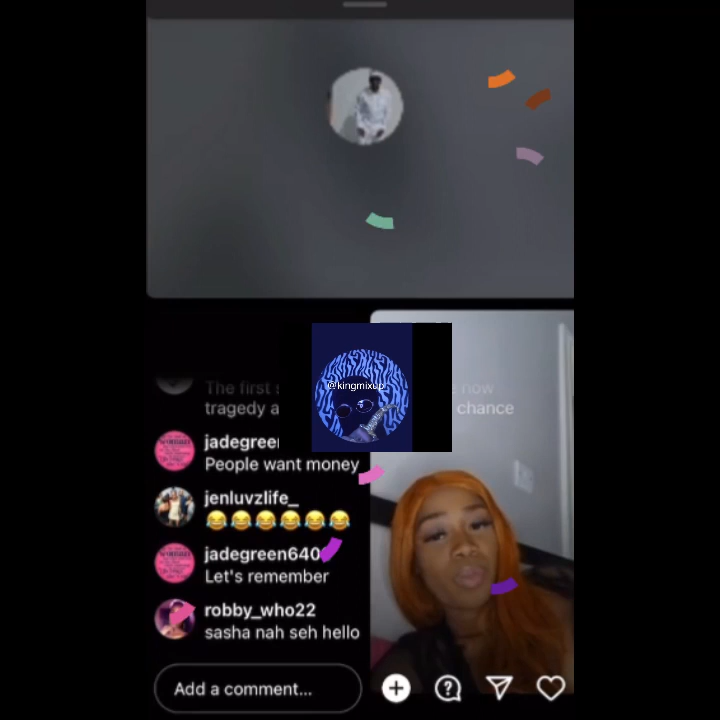 @kingmixup
The first
now
tragedy a
chance
jadegree
People want money
jenluvzlife_
😂😂😂😂😂😂
jadegreen640
Let's remember
robby_who22
sasha nah seh hello
Add a comment...